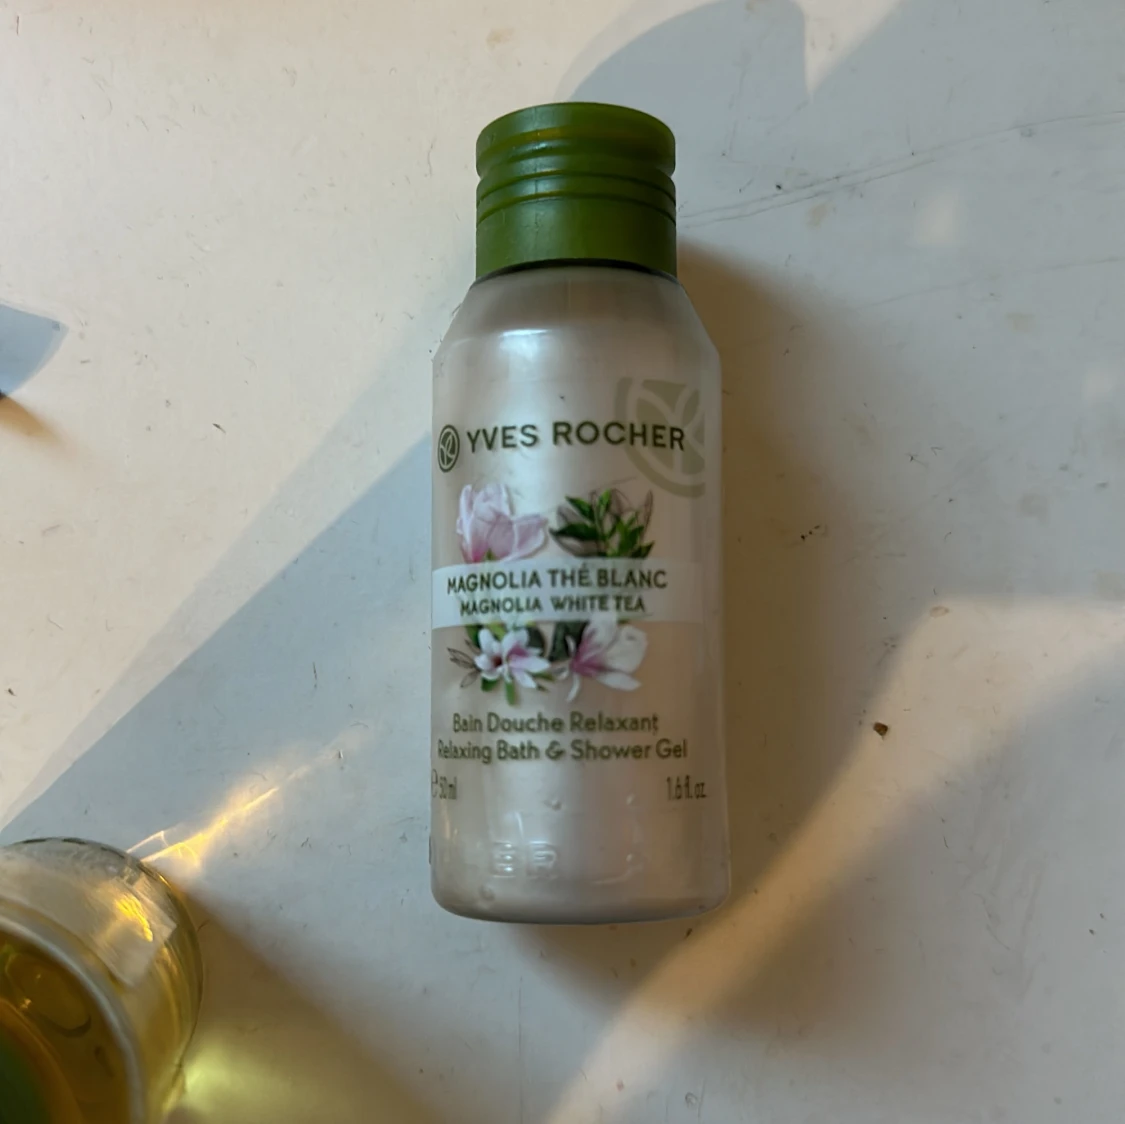 YVES ROCHER
MAGNOLIA THÉ BLANC
MAGNOLIA WHITE TEA
Bain Douche Relaxant
Relaxing Bath & Shower Gel
℮ 50ml 1.6 fl.oz.